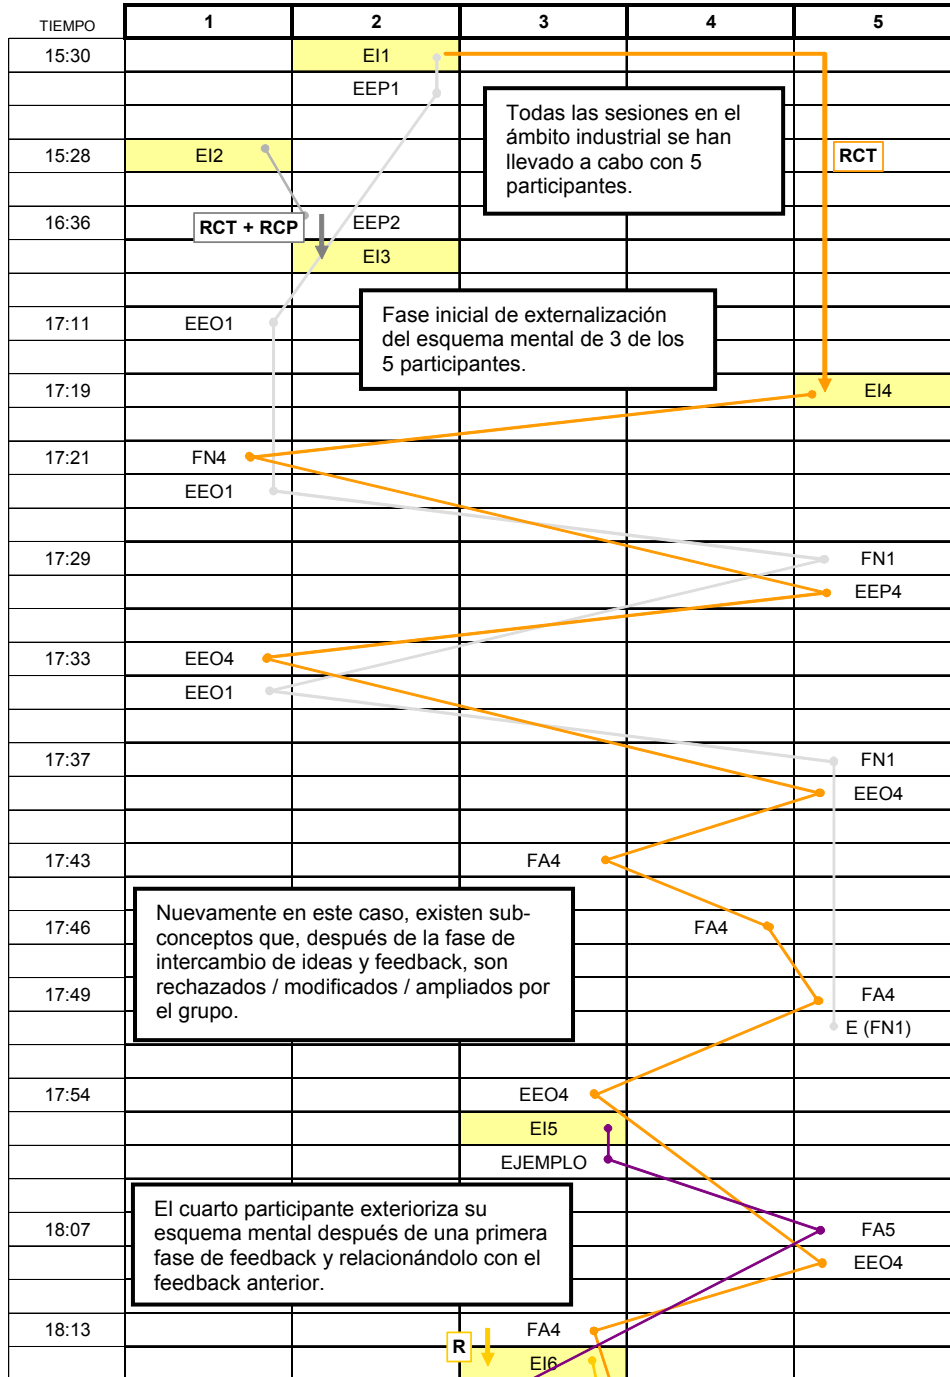 TIEMPO 1 2 3 4 5
15:30 EI1
EEP1
Todas las sesiones en el
ámbito industrial se han
llevado a cabo con 5
participantes.
15:28 EI2
RCT
16:36 EEP2
RCT + RCP
EI3
Fase inicial de externalización
del esquema mental de 3 de los
5 participantes.
17:11 EEO1
17:19 EI4
17:21 FN4
EEO1
17:29 FN1
EEP4
17:33 EEO4
EEO1
17:37 FN1
EEO4
17:43 FA4
Nuevamente en este caso, existen sub-
conceptos que, después de la fase de
intercambio de ideas y feedback, son
rechazados / modificados / ampliados por
el grupo.
17:46 FA4
17:49 FA4
E (FN1)
17:54 EEO4
EI5
EJEMPLO
El cuarto participante exterioriza su
esquema mental después de una primera
fase de feedback y relacionándolo con el
feedback anterior.
18:07 FA5
EEO4
18:13 FA4
R
EI6